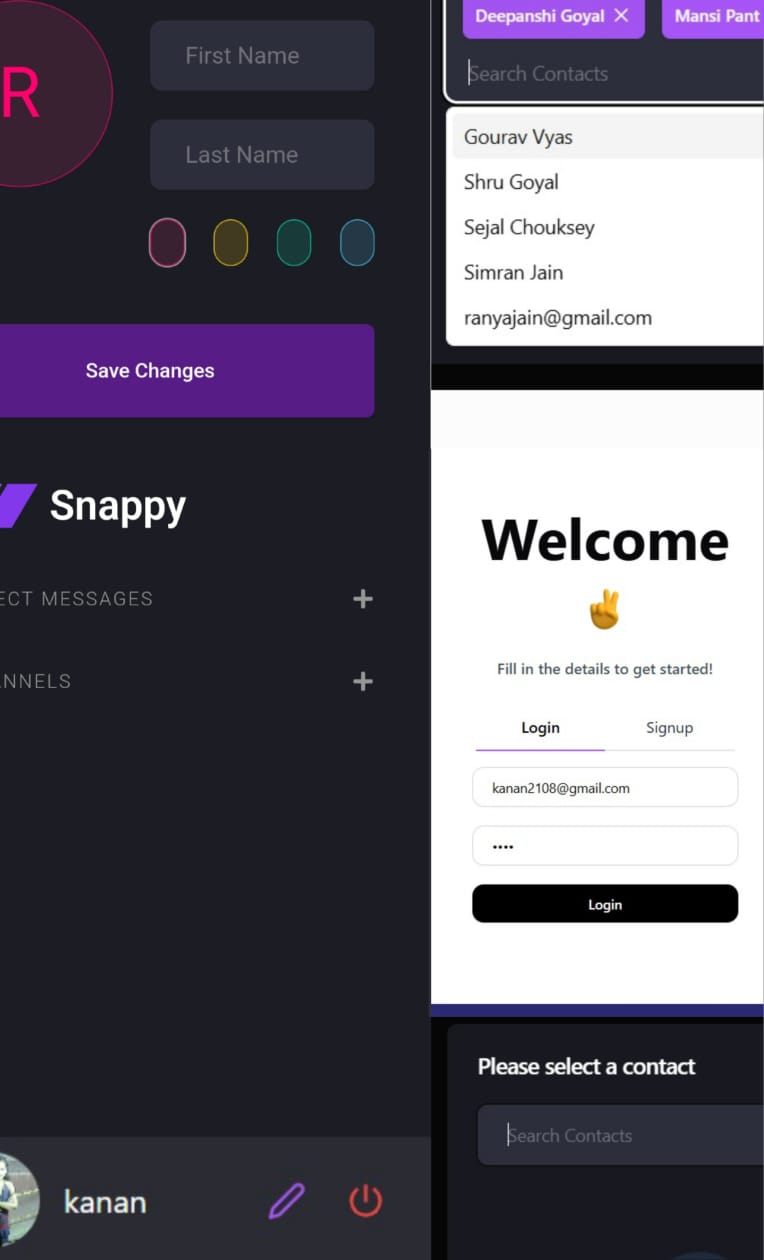 R
First Name
Last Name
Save Changes
Snappy
ECT MESSAGES
NNELS
kanan
Deepanshi Goyal
Mansi Pant
Search Contacts
Gourav Vyas
Shru Goyal
Sejal Chouksey
Simran Jain
ranyajain@gmail.com
Welcome
Fill in the details to get started!
Login Signup
kanan2108@gmail.com
••••
Login
Please select a contact
Search Contacts